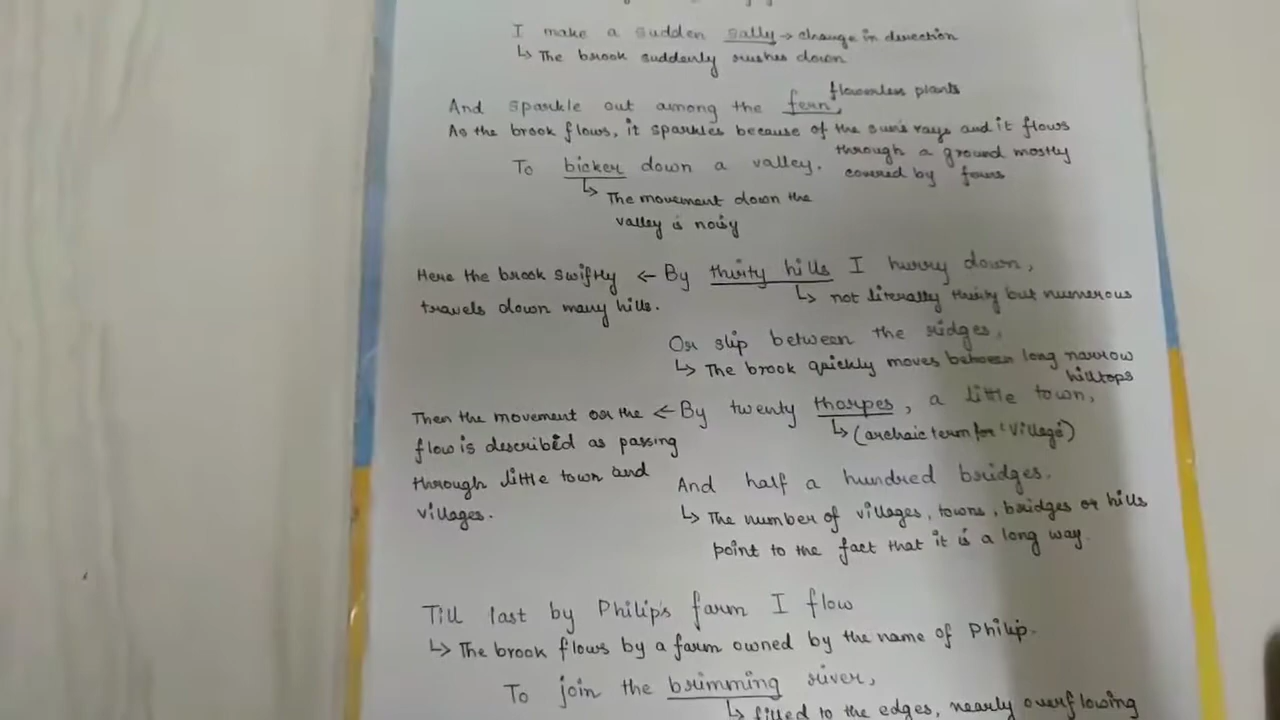 I make a sudden sally → change in direction
↳ The brook suddenly rushes down
flowerless plants
And sparkle out among the fern,
As the brook flows, it sparkles because of the sun's rays and it flows
through a ground mostly
covered by ferns
To bicker down a valley.
↳ The movement down the
valley is noisy
Here the brook swiftly ← By thirty hills I hurry down,
travels down many hills.
↳ not literally thirty but numerous
Or slip between the ridges,
↳ The brook quickly moves between long narrow
hilltops
Then the movement or the ← By twenty thorpes, a little town,
flow is described as passing
through little town and
villages.
↳ (archaic term for 'Village')
And half a hundred bridges.
↳ The number of villages, towns, bridges or hills
point to the fact that it is a long way.
Till last by Philip's farm I flow
↳ The brook flows by a farm owned by the name of Philip.
To join the brimming river,
↳ filled to the edges, nearly overflowing